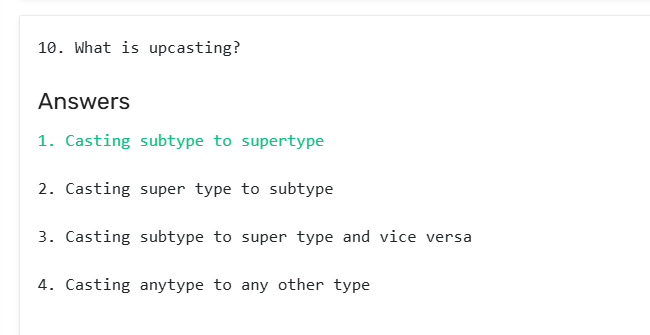 10. What is upcasting?
Answers
1. Casting subtype to supertype
2. Casting super type to subtype
3. Casting subtype to super type and vice versa
4. Casting anytype to any other type